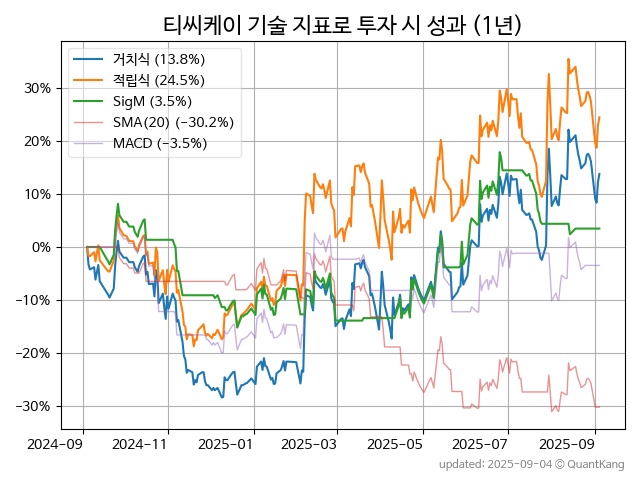 티씨케이 기술 지표로 투자 시 성과 (1년)
거치식 (13.8%)
적립식 (24.5%)
SigM (3.5%)
SMA(20) (−30.2%)
MACD (−3.5%)
30%
20%
10%
0%
−10%
−20%
−30%
2024-09
2024-11
2025-01
2025-03
2025-05
2025-07
2025-09
updated: 2025-09-04 © QuantKang